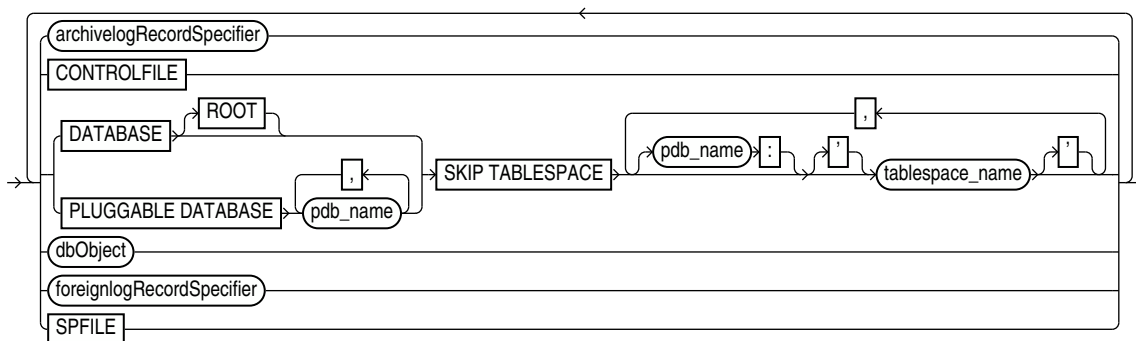 archivelogRecordSpecifier
CONTROLFILE
ROOT
DATABASE
,
PLUGGABLE DATABASE
,
pdb_name
SKIP TABLESPACE
,
pdb_name
:
’
tablespace_name
’
dbObject
foreignlogRecordSpecifier
SPFILE